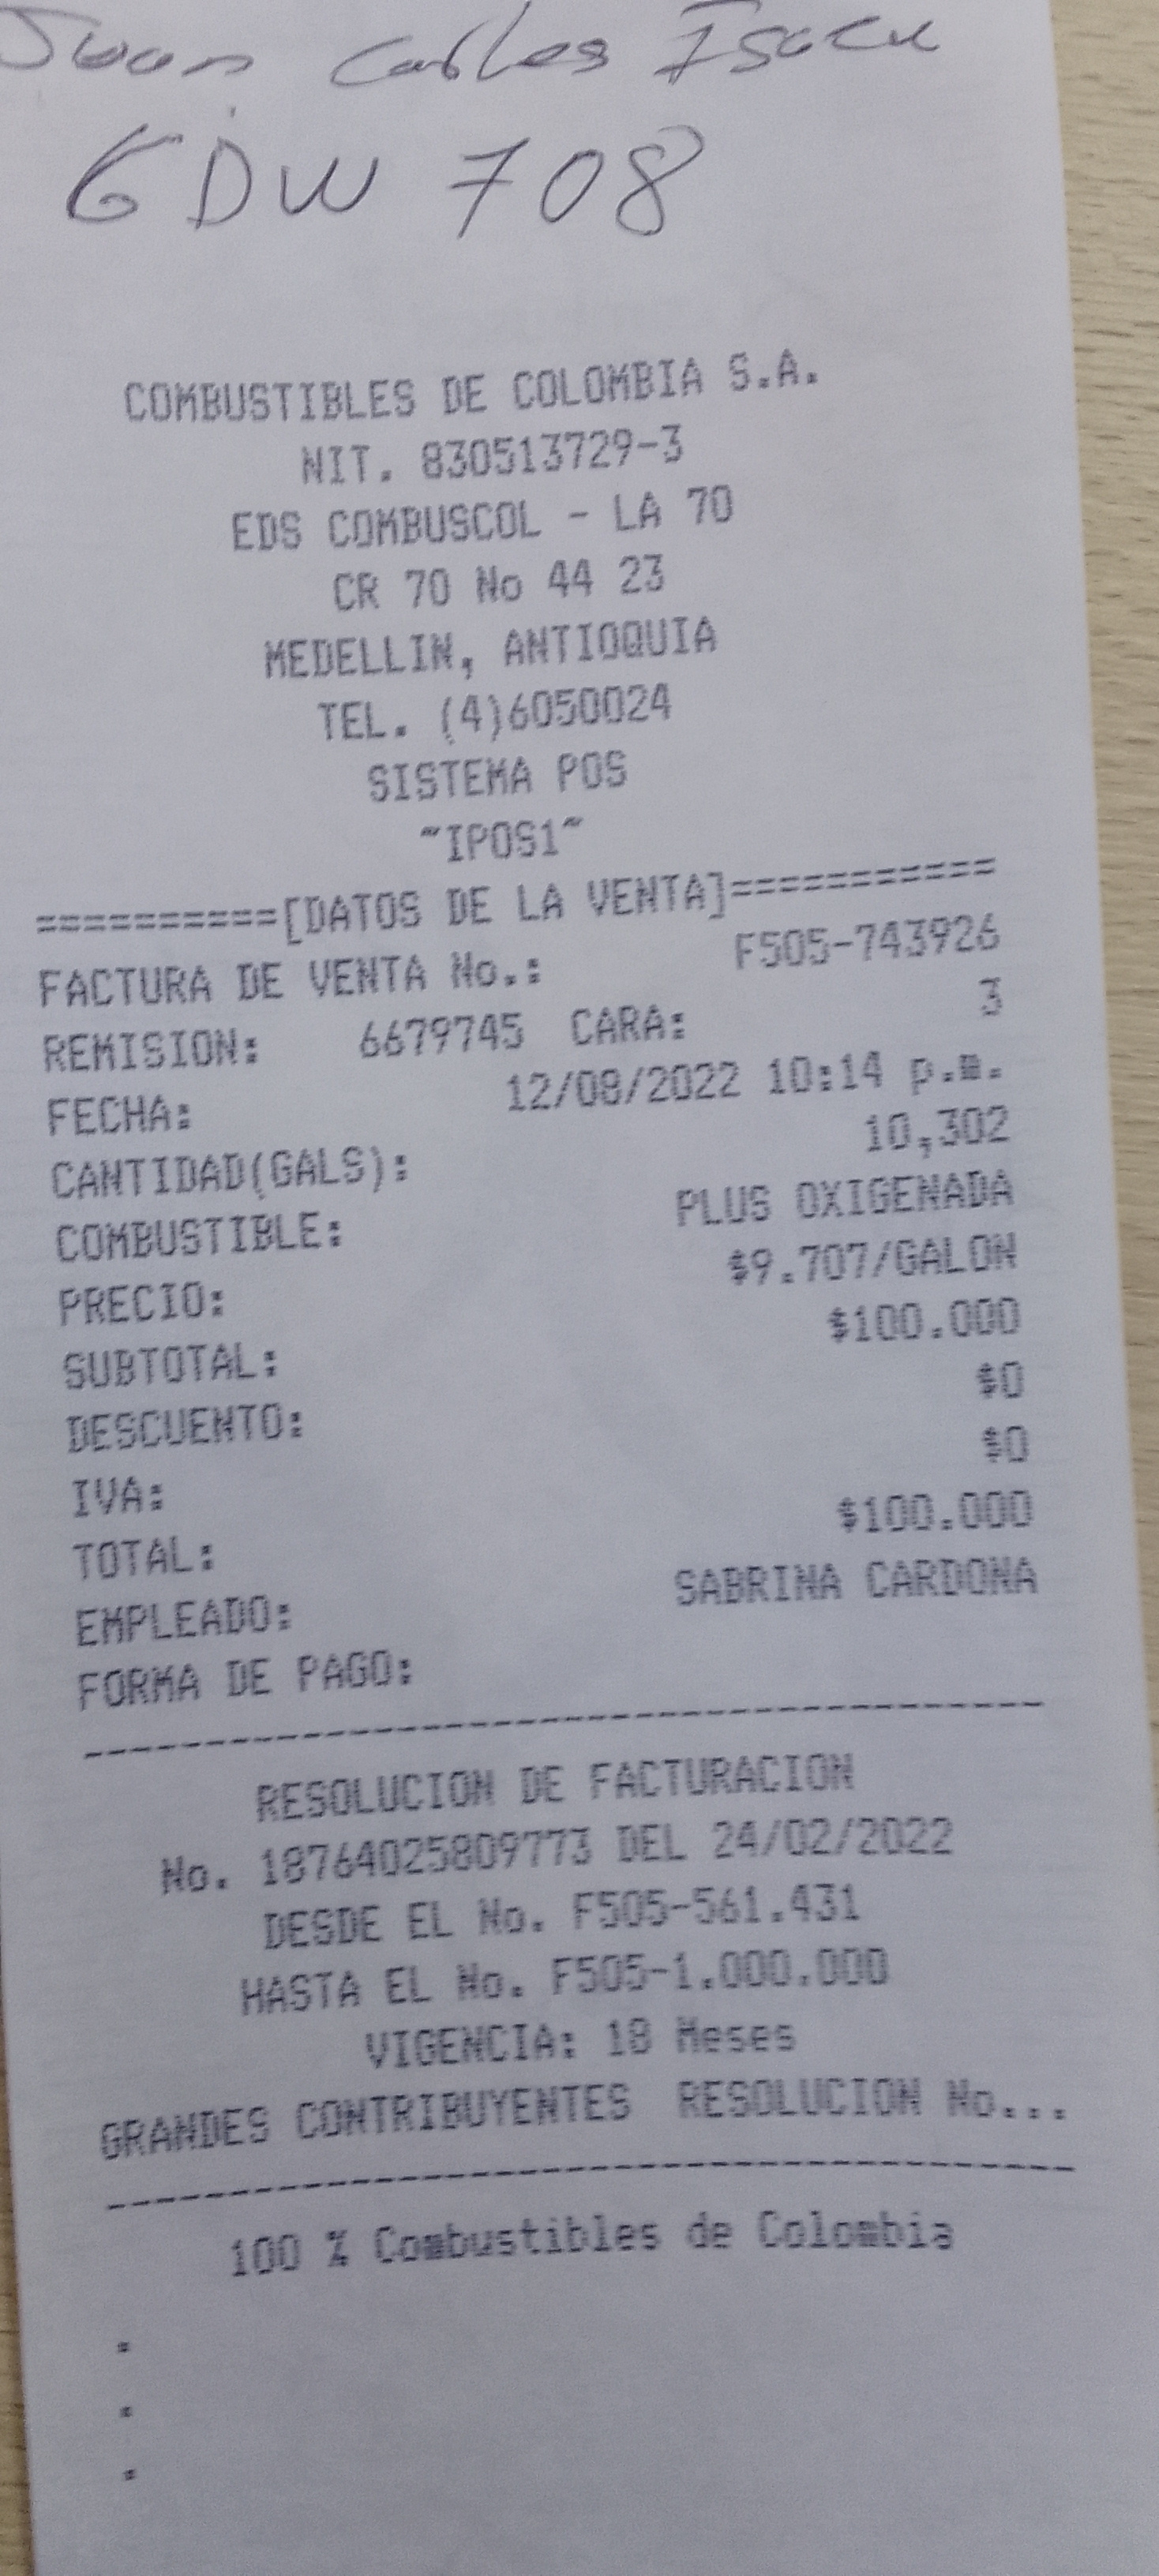 Juan Carlos
GDW 708
COMBUSTIBLES DE COLOMBIA S.A.
NIT. 830513729-3
EDS COMBUSCOL - LA 70
CR 70 No 44 23
MEDELLIN, ANTIOQUIA
TEL. (4)6050024
SISTEMA POS
"IPOS1"
==========[DATOS DE LA VENTA]===========
FACTURA DE VENTA No.: F505-743926
REMISION: 6679745 CARA: 3
FECHA: 12/08/2022 10:14 p.m.
CANTIDAD(GALS): 10,302
COMBUSTIBLE: PLUS OXIGENADA
PRECIO: $9.707/GALON
SUBTOTAL: $100.000
DESCUENTO: $0
IVA: $0
TOTAL: $100.000
EMPLEADO: SABRINA CARDONA
FORMA DE PAGO:
----------------------------------------
RESOLUCION DE FACTURACION
No. 18764025809773 DEL 24/02/2022
DESDE EL No. F505-561.431
HASTA EL No. F505-1.000.000
VIGENCIA: 18 Meses
GRANDES CONTRIBUYENTES RESOLUCION No...
----------------------------------------
100 % Combustibles de Colombia
.
.
.